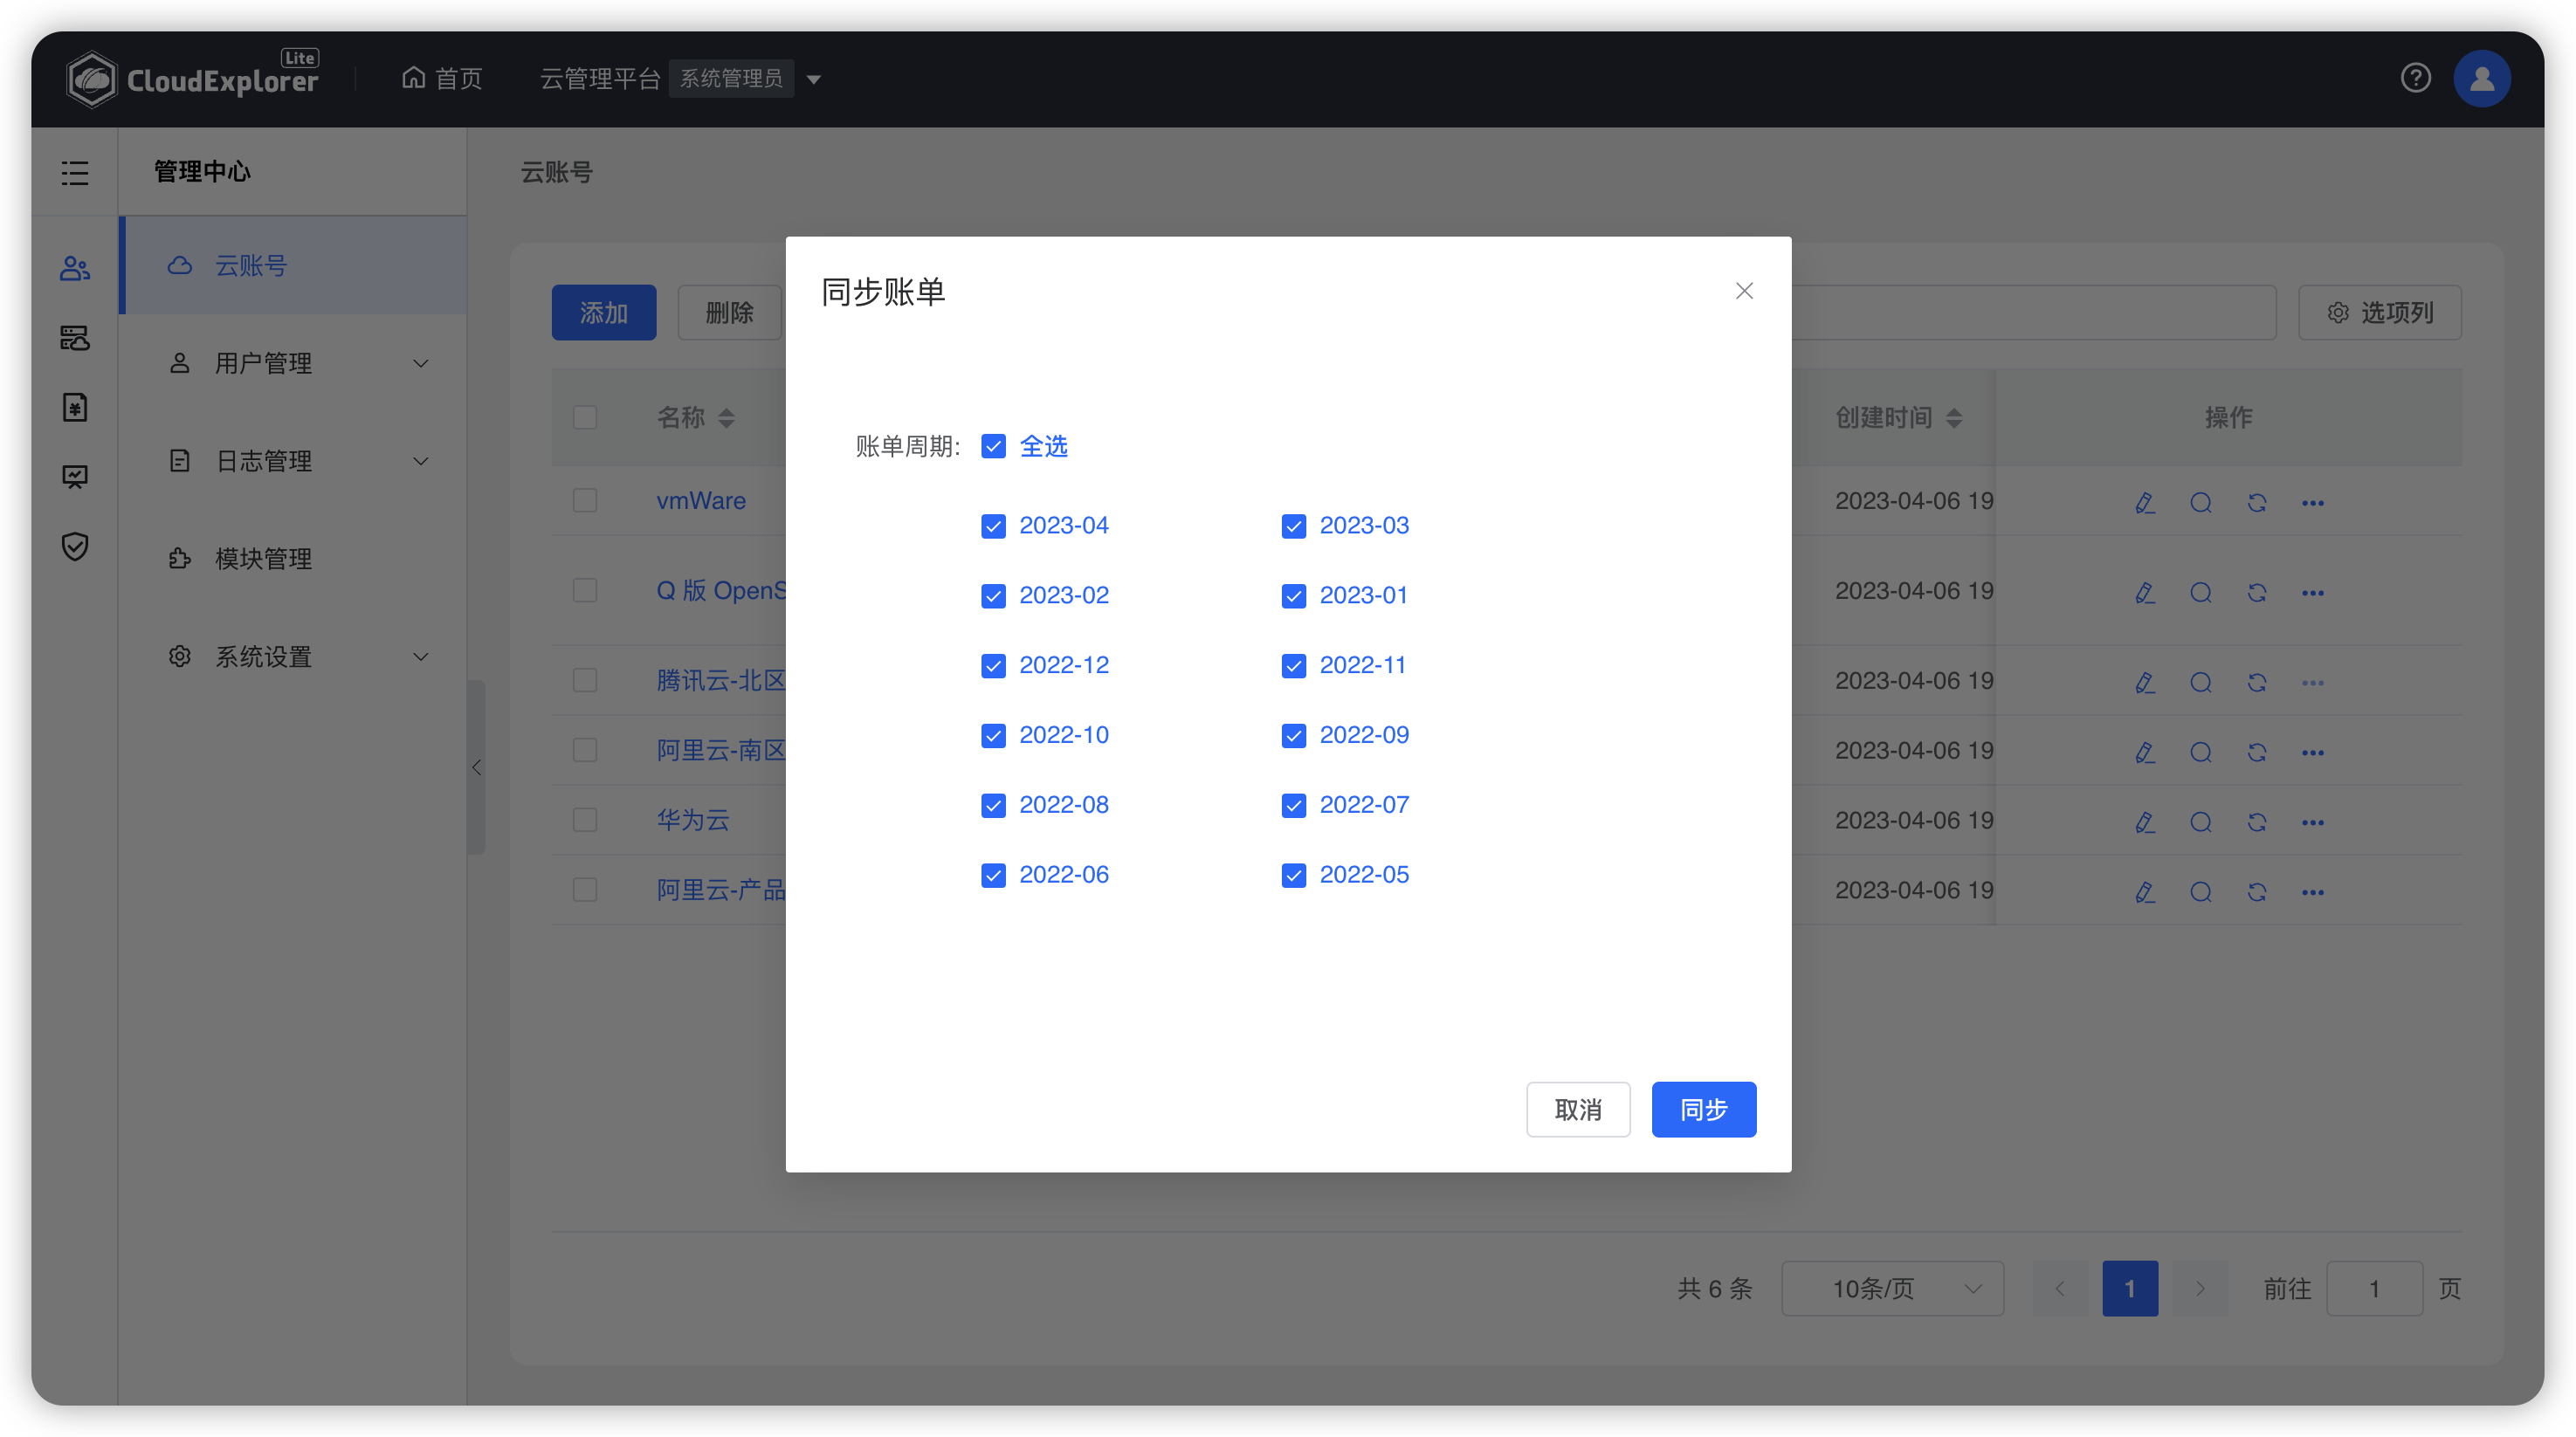 CloudExplorer Lite
首页
云管理平台 系统管理员
管理中心
云账号
用户管理
日志管理
模块管理
系统设置
云账号
添加 删除 选项列
名称 创建时间 操作
vmWare 2023-04-06 19
Q 版 OpenS 2023-04-06 19
腾讯云-北区 2023-04-06 19
阿里云-南区 2023-04-06 19
华为云 2023-04-06 19
阿里云-产品 2023-04-06 19
共 6 条 10条/页 1 前往 1 页
同步账单
账单周期: 全选
2023-04 2023-03
2023-02 2023-01
2022-12 2022-11
2022-10 2022-09
2022-08 2022-07
2022-06 2022-05
取消 同步